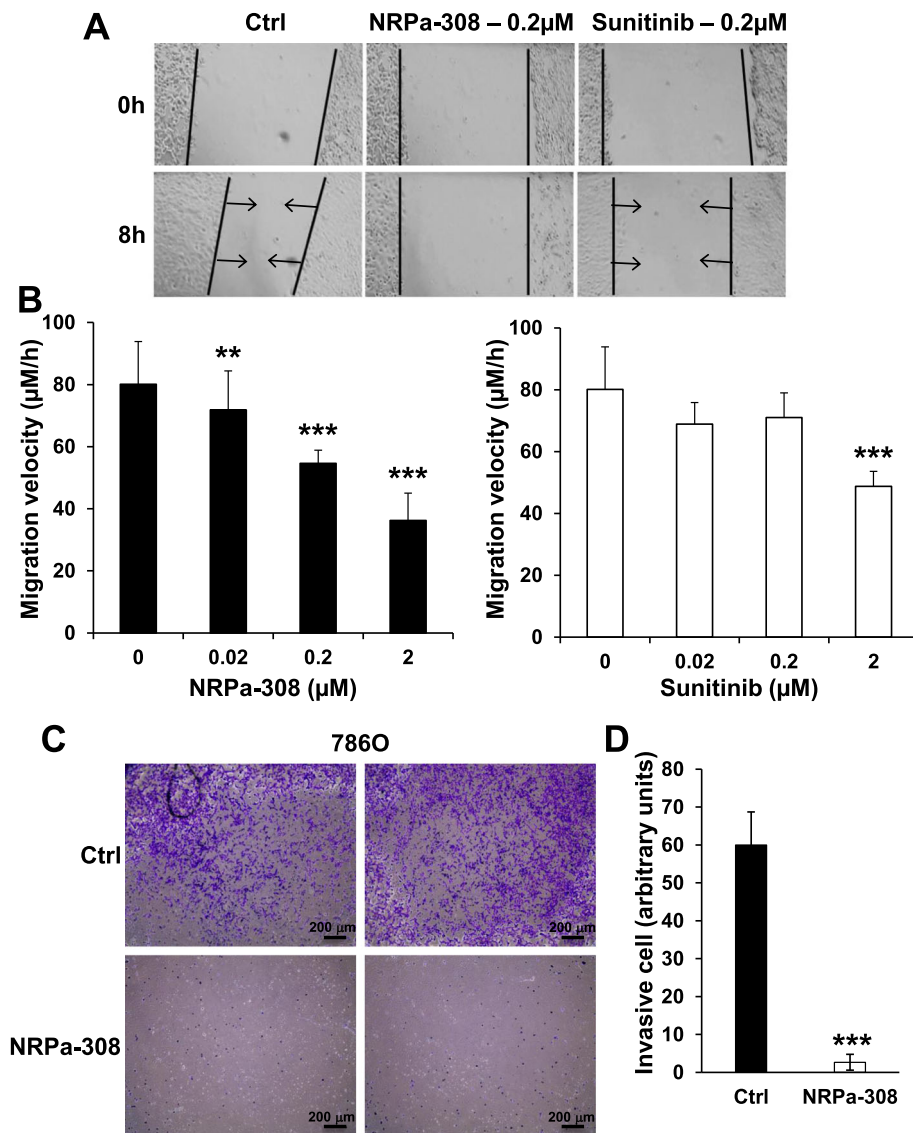 A
Ctrl NRPa-308 – 0.2µM Sunitinib – 0.2µM
0h
8h
B
Migration velocity (µM/h)
100
80
60
40
20
0
**
***
***
0 0.02 0.2 2
NRPa-308 (µM)
Migration velocity (µM/h)
100
80
60
40
20
0
***
0 0.02 0.2 2
Sunitinib (µM)
C
786O
Ctrl
200 µm
200 µm
NRPa-308
200 µm
200 µm
D
Invasive cell (arbitrary units)
80
70
60
50
40
30
20
10
0
***
Ctrl NRPa-308